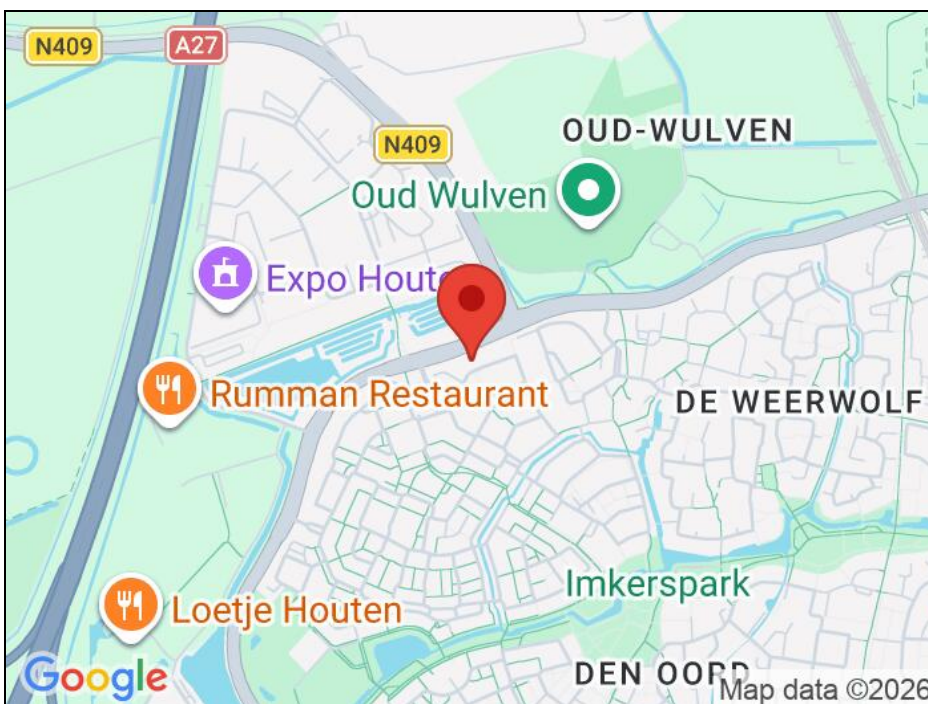 N409
A27
OUD-WULVEN
N409
Oud Wulven
Expo Hout
Rumman Restaurant
DE WEERWOLF
Imkerspark
Loetje Houten
DEN OORD
Google
Map data ©2026